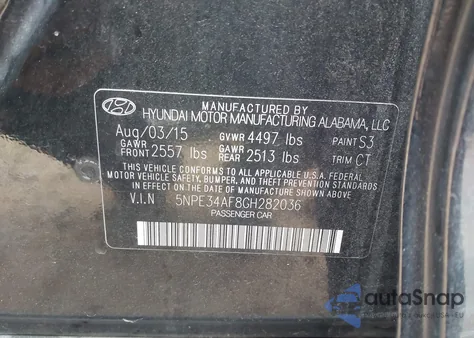 MANUFACTURED BY
HYUNDAI MOTOR MANUFACTURING ALABAMA, LLC
Aug/03/15 GVWR 4497 lbs PAINT S3
GAWR FRONT 2557 lbs GAWR REAR 2513 lbs TRIM CT
THIS VEHICLE CONFORMS TO ALL APPLICABLE U.S.A. FEDERAL
MOTOR VEHICLE SAFETY, BUMPER, AND THEFT PREVENTION STANDARDS
IN EFFECT ON THE DATE OF MANUFACTURE SHOWN ABOVE.
V.I.N 5NPE34AF8GH282036
PASSENGER CAR
autoSnap